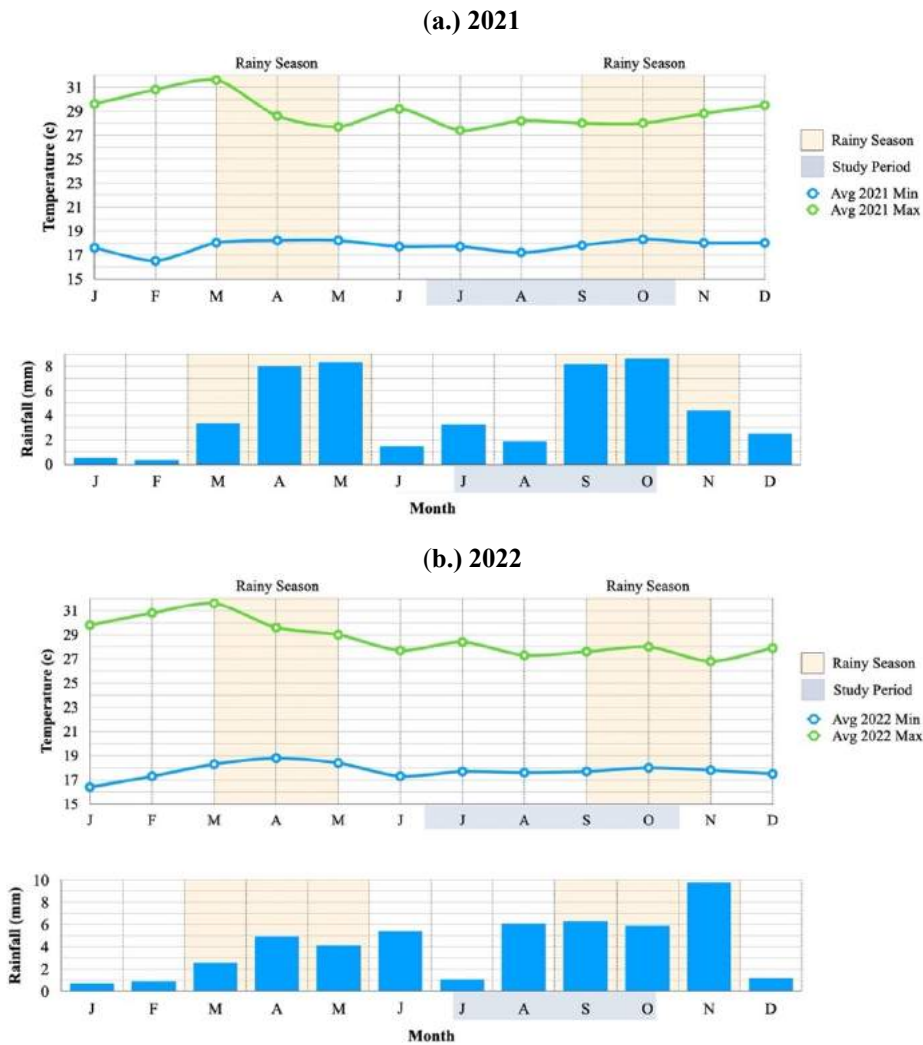 (a.) 2021
Rainy Season Rainy Season
31
29
27
25
23
21
19
17
15
Temperature (c)
J F M A M J J A S O N D
Rainy Season
Study Period
Avg 2021 Min
Avg 2021 Max
8
6
4
2
0
Rainfall (mm)
J F M A M J J A S O N D
Month
(b.) 2022
Rainy Season Rainy Season
31
29
27
25
23
21
19
17
15
Temperature (c)
J F M A M J J A S O N D
Rainy Season
Study Period
Avg 2022 Min
Avg 2022 Max
10
8
6
4
2
0
Rainfall (mm)
J F M A M J J A S O N D
Month